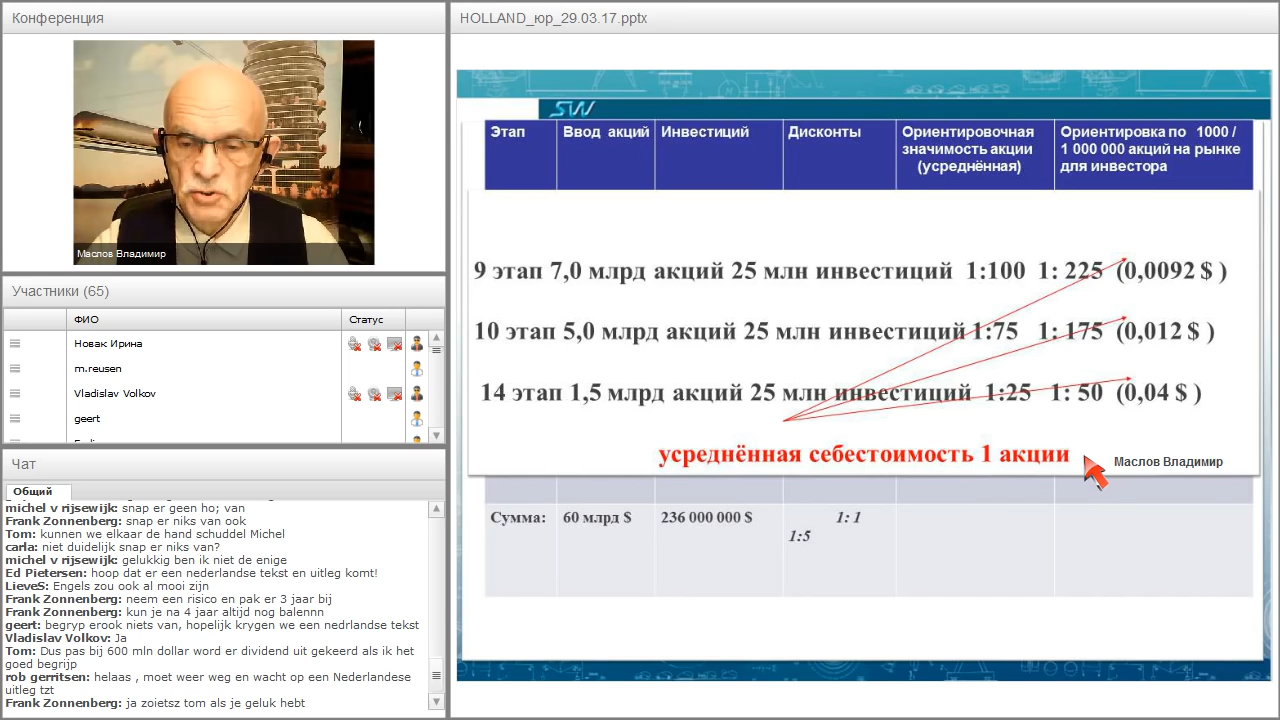 Конференция
Маслов Владимир
Участники (65)
ФИО
Статус
Новак Ирина
m.reusen
Vladislav Volkov
geert
Чат
Общий
michel v rijsewijk: snap er geen ho; van
Frank Zonnenberg: snap er niks van ook
Tom: kunnen we elkaar de hand schuddel Michel
carla: niet duidelijk snap er niks van?
michel v rijsewijk: gelukkig ben ik niet de enige
Ed Pietersen: hoop dat er een nederlandse tekst en uitleg komt!
LieveS: Engels zou ook al mooi zijn
Frank Zonnenberg: neem een risico en pak er 3 jaar bij
Frank Zonnenberg: kun je na 4 jaar altijd nog balennn
geert: begryp erook niets van, hopelijk krygen we een nedrlandse tekst
Vladislav Volkov: Ja
Tom: Dus pas bij 600 mln dollar word er dividend uit gekeerd als ik het
goed begrijp
rob gerritsen: helaas , moet weer weg en wacht op een Nederlandese
uitleg tzt
Frank Zonnenberg: ja zoietsz tom als je geluk hebt
HOLLAND_юр_29.03.17.pptx
SW
Этап
Ввод акций
Инвестиций
Дисконты
Ориентировочная
значимость акции
(усреднённая)
Ориентировка по 1000 /
1 000 000 акций на рынке
для инвестора
9 этап 7,0 млрд акций 25 млн инвестиций 1:100 1: 225 (0,0092 $ )
10 этап 5,0 млрд акций 25 млн инвестиций 1:75 1: 175 (0,012 $ )
14 этап 1,5 млрд акций 25 млн инвестиций 1:25 1: 50 (0,04 $ )
усреднённая себестоимость 1 акции
Маслов Владимир
Сумма:
60 млрд $
236 000 000 $
1: 1
1:5